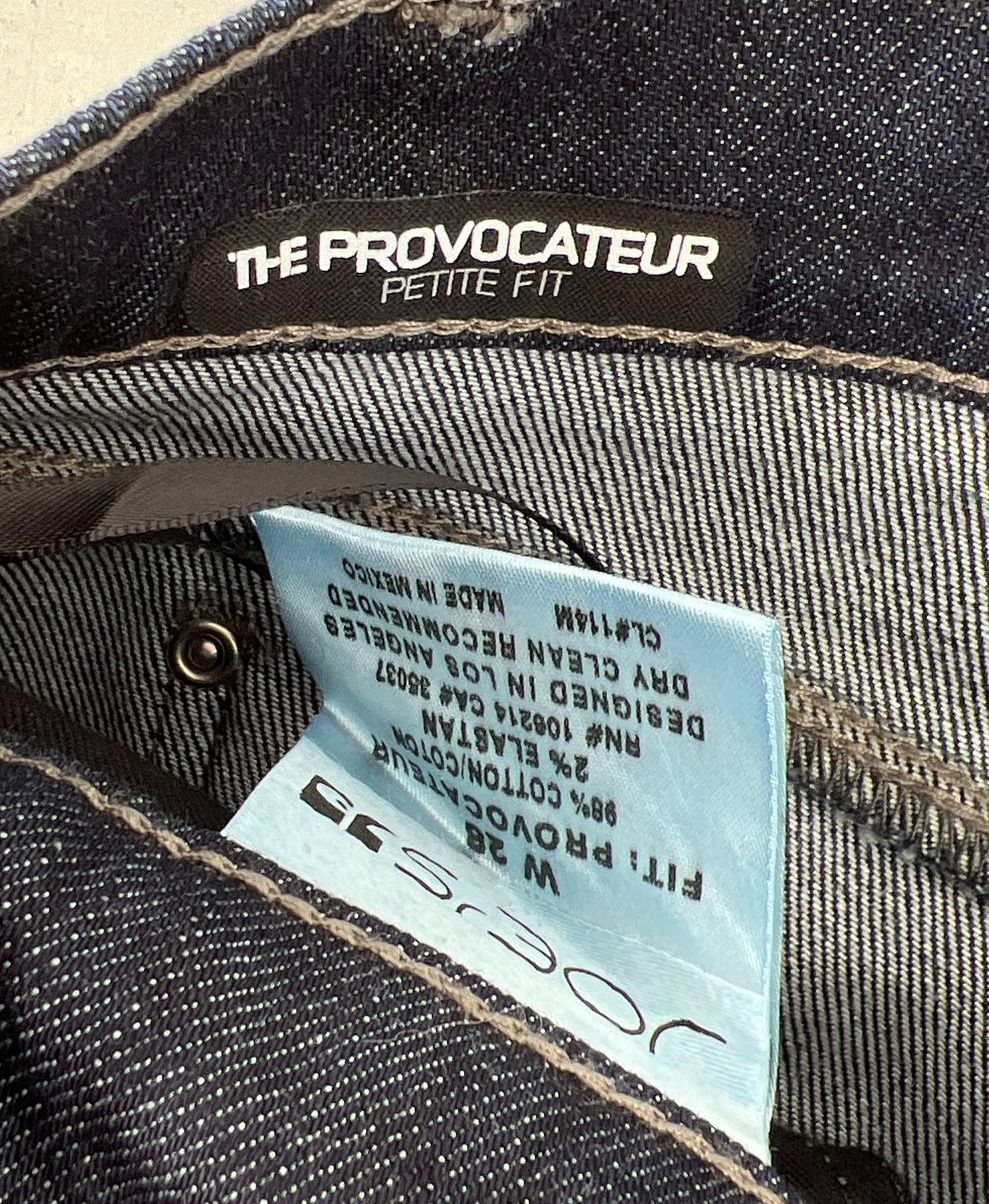 THE PROVOCATEUR
PETITE FIT
JOE'S
W 28
FIT: PROVOCATEUR
98% COTTON/COTON
2% ELASTAN
RN# 106214 CA# 35037
DESIGNED IN LOS ANGELES
DRY CLEAN RECOMMENDED
CL#114M MADE IN MEXICO